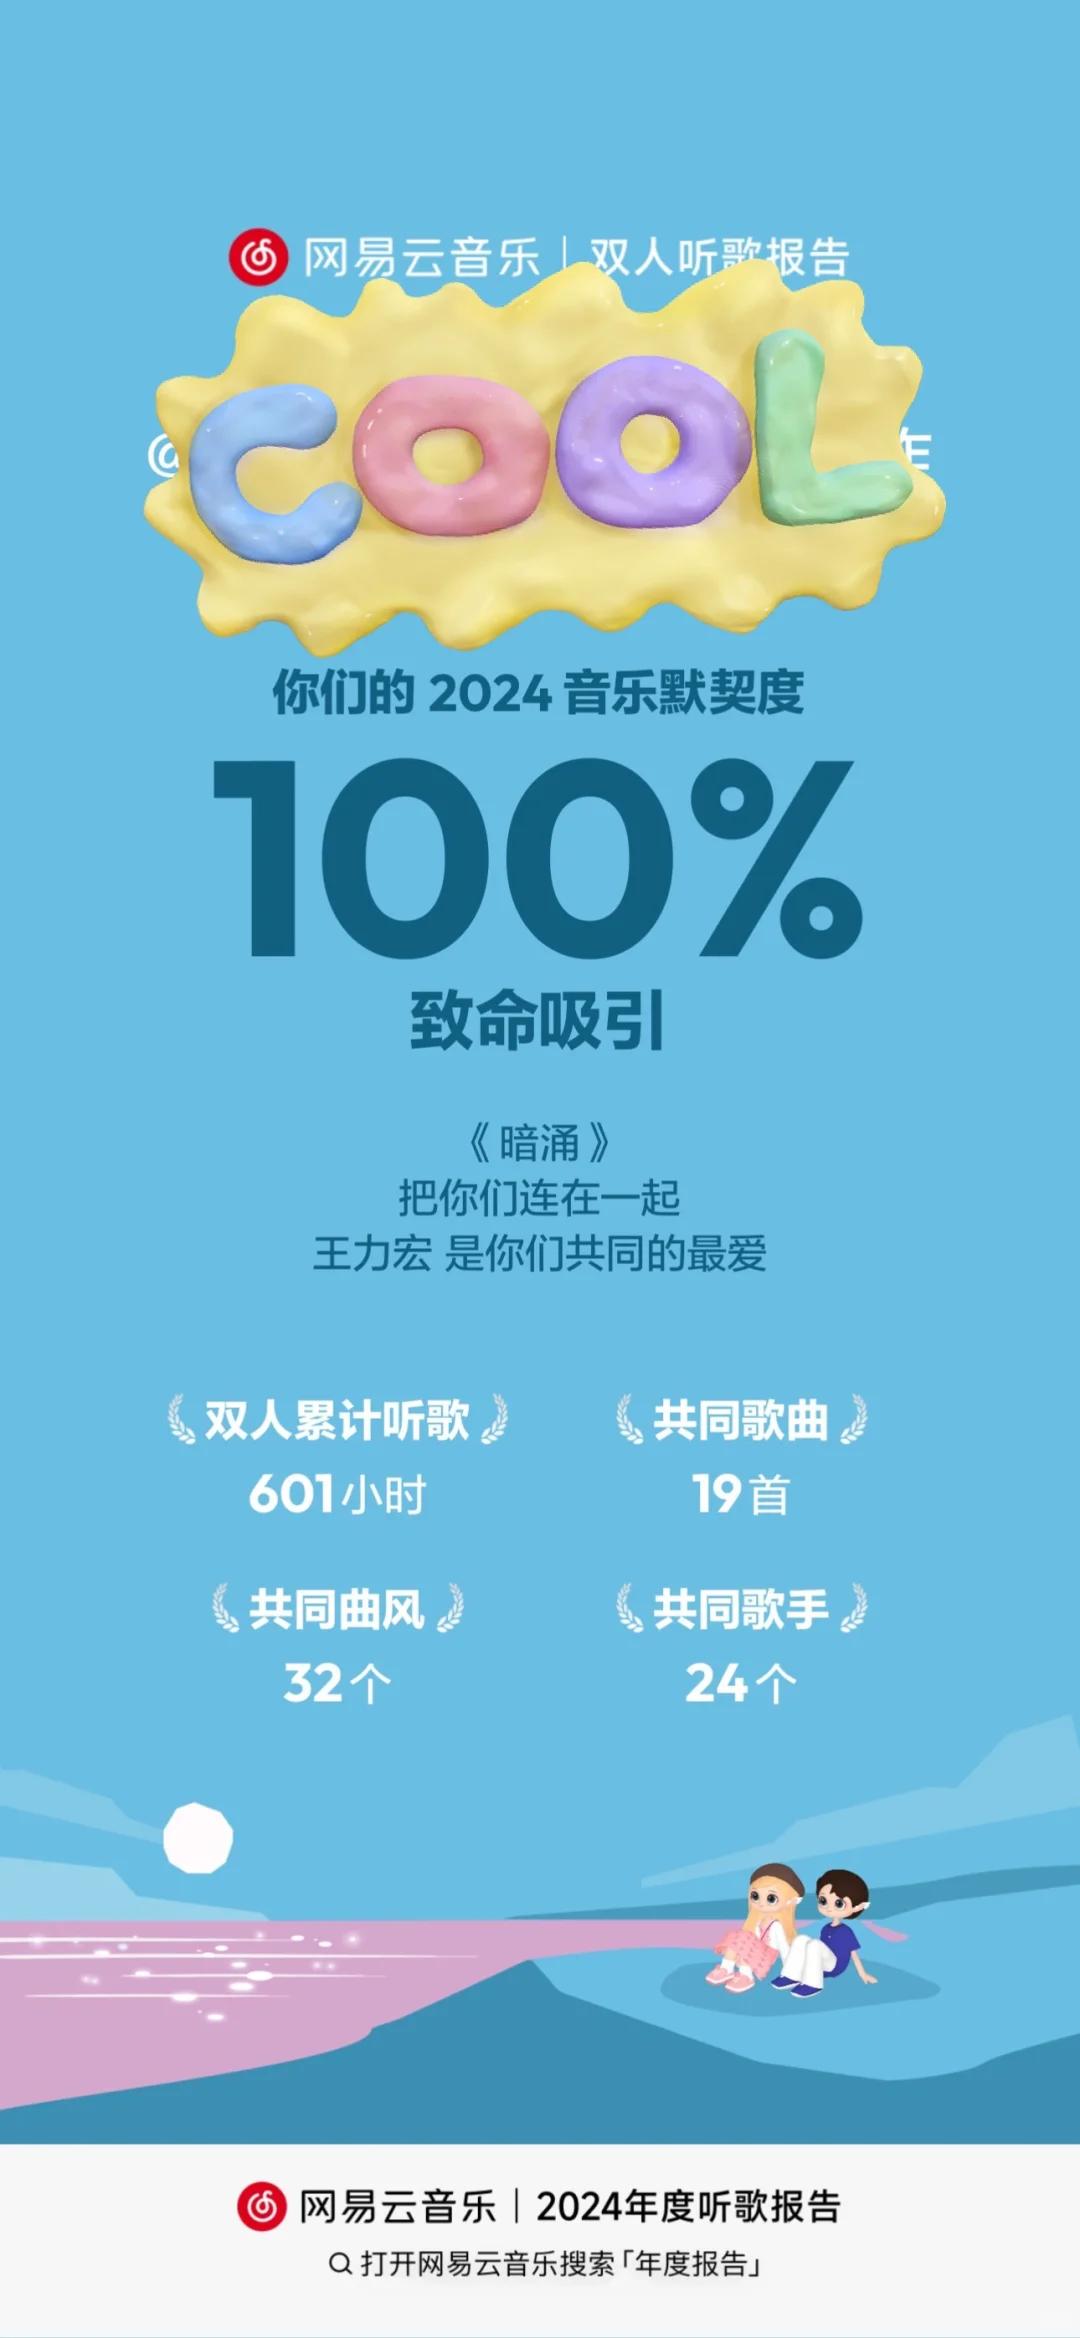 网易云音乐｜双人听歌报告
COOL
@
你们的 2024 音乐默契度
100%
致命吸引
《 暗涌 》
把你们连在一起
王力宏 是你们共同的最爱
双人累计听歌 共同歌曲
601小时 19首
共同曲风 共同歌手
32个 24个
网易云音乐｜2024年度听歌报告
打开网易云音乐搜索「年度报告」